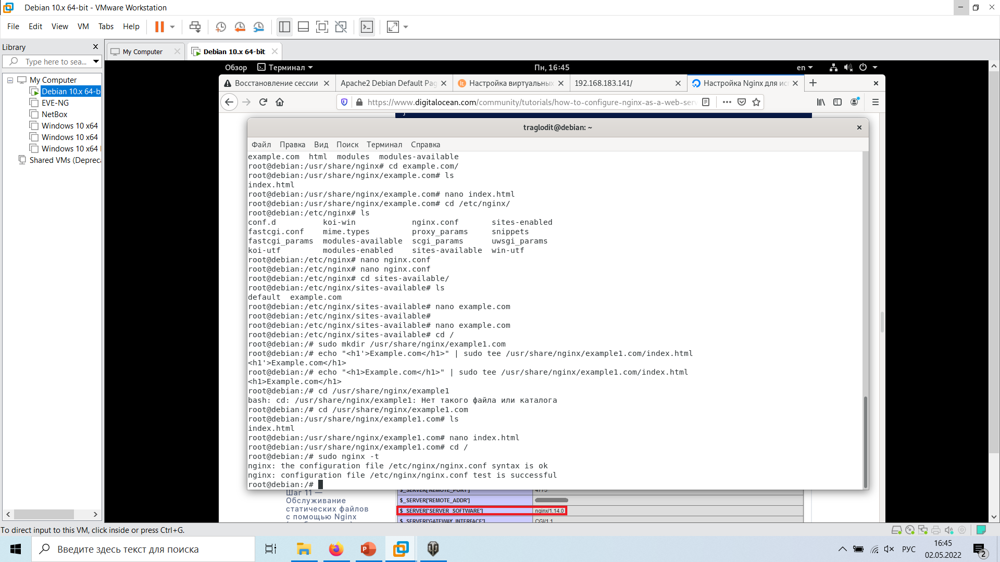 Debian 10.x 64-bit - VMware Workstation
File Edit View VM Tabs Help
Library
Type here to sea...
My Computer
Debian 10.x 64-b
EVE-NG
NetBox
Windows 10 x64
Windows 10 x64
Windows 10 x64
Shared VMs (Depreca
My Computer
Debian 10.x 64-bit
Обзор Терминал Пн, 16:45 en
Восстановление сессии Apache2 Debian Default Pag Настройка виртуальных 192.168.183.141/ Настройка Nginx для исп
https://www.digitalocean.com/community/tutorials/how-to-configure-nginx-as-a-web-serv
traglodit@debian: ~
Файл Правка Вид Поиск Терминал Справка
example.com  html  modules  modules-available
root@debian:/usr/share/nginx# cd example.com/
root@debian:/usr/share/nginx/example.com# ls
index.html
root@debian:/usr/share/nginx/example.com# nano index.html
root@debian:/usr/share/nginx/example.com# cd /etc/nginx/
root@debian:/etc/nginx# ls
conf.d          koi-win            nginx.conf       sites-enabled
fastcgi.conf    mime.types         proxy_params     snippets
fastcgi_params  modules-available  scgi_params      uwsgi_params
koi-utf         modules-enabled    sites-available  win-utf
root@debian:/etc/nginx# nano nginx.conf
root@debian:/etc/nginx# nano nginx.conf
root@debian:/etc/nginx# cd sites-available/
root@debian:/etc/nginx/sites-available# ls
default  example.com
root@debian:/etc/nginx/sites-available# nano example.com
root@debian:/etc/nginx/sites-available#
root@debian:/etc/nginx/sites-available# nano example.com
root@debian:/etc/nginx/sites-available# cd /
root@debian:/# sudo mkdir /usr/share/nginx/example1.com
root@debian:/# echo "<h1'>Example.com</h1>" | sudo tee /usr/share/nginx/example1.com/index.html
<h1'>Example.com</h1>
root@debian:/# echo "<h1>Example.com</h1>" | sudo tee /usr/share/nginx/example1.com/index.html
<h1>Example.com</h1>
root@debian:/# cd /usr/share/nginx/example1
bash: cd: /usr/share/nginx/example1: Нет такого файла или каталога
root@debian:/# cd /usr/share/nginx/example1.com
root@debian:/usr/share/nginx/example1.com# ls
index.html
root@debian:/usr/share/nginx/example1.com# nano index.html
root@debian:/usr/share/nginx/example1.com# cd /
root@debian:/# sudo nginx -t
nginx: the configuration file /etc/nginx/nginx.conf syntax is ok
nginx: configuration file /etc/nginx/nginx.conf test is successful
root@debian:/#
Шаг 11 —
Обслуживание
статических файлов
с помощью Nginx
$_SERVER['REMOTE_PORT'] 4775
$_SERVER['REMOTE_ADDR']
$_SERVER['SERVER_SOFTWARE'] nginx/1.14.0
$_SERVER['GATEWAY_INTERFACE'] CGI/1.1
To direct input to this VM, click inside or press Ctrl+G.
Введите здесь текст для поиска
РУС
16:45
02.05.2022
2